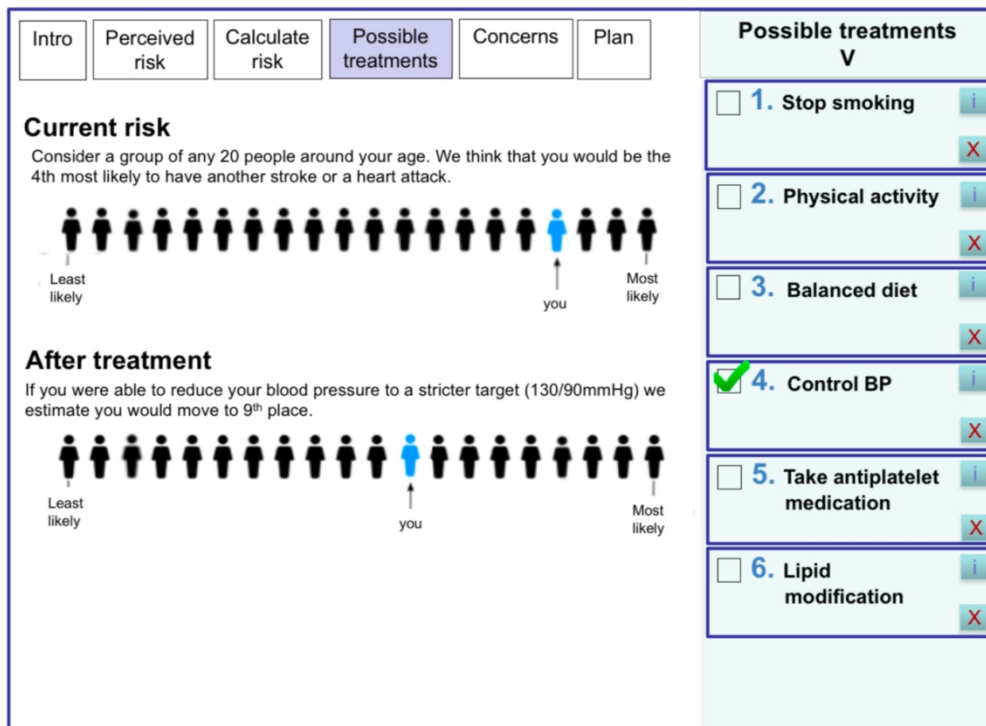 Intro
Perceived
risk
Calculate
risk
Possible
treatments
Concerns
Plan
Current risk
Consider a group of any 20 people around your age. We think that you would be the
4th most likely to have another stroke or a heart attack.
Least
likely
you
Most
likely
After treatment
If you were able to reduce your blood pressure to a stricter target (130/90mmHg) we
estimate you would move to 9th place.
Least
likely
you
Most
likely
Possible treatments
V
1. Stop smoking
i
X
2. Physical activity
i
X
3. Balanced diet
i
X
4. Control BP
i
X
5. Take antiplatelet
medication
i
X
6. Lipid
modification
i
X